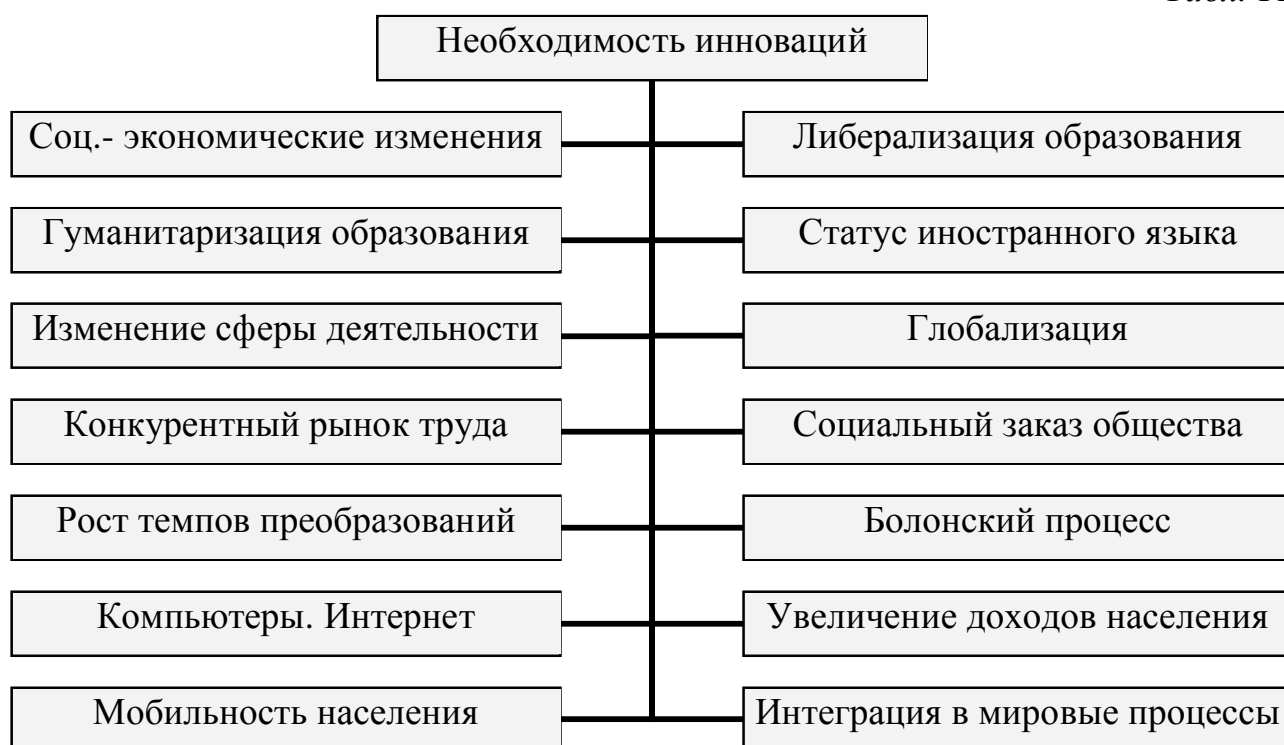 Необходимость инноваций
Соц.- экономические изменения
Либерализация образования
Гуманитаризация образования
Статус иностранного языка
Изменение сферы деятельности
Глобализация
Конкурентный рынок труда
Социальный заказ общества
Рост темпов преобразований
Болонский процесс
Компьютеры. Интернет
Увеличение доходов населения
Мобильность населения
Интеграция в мировые процессы